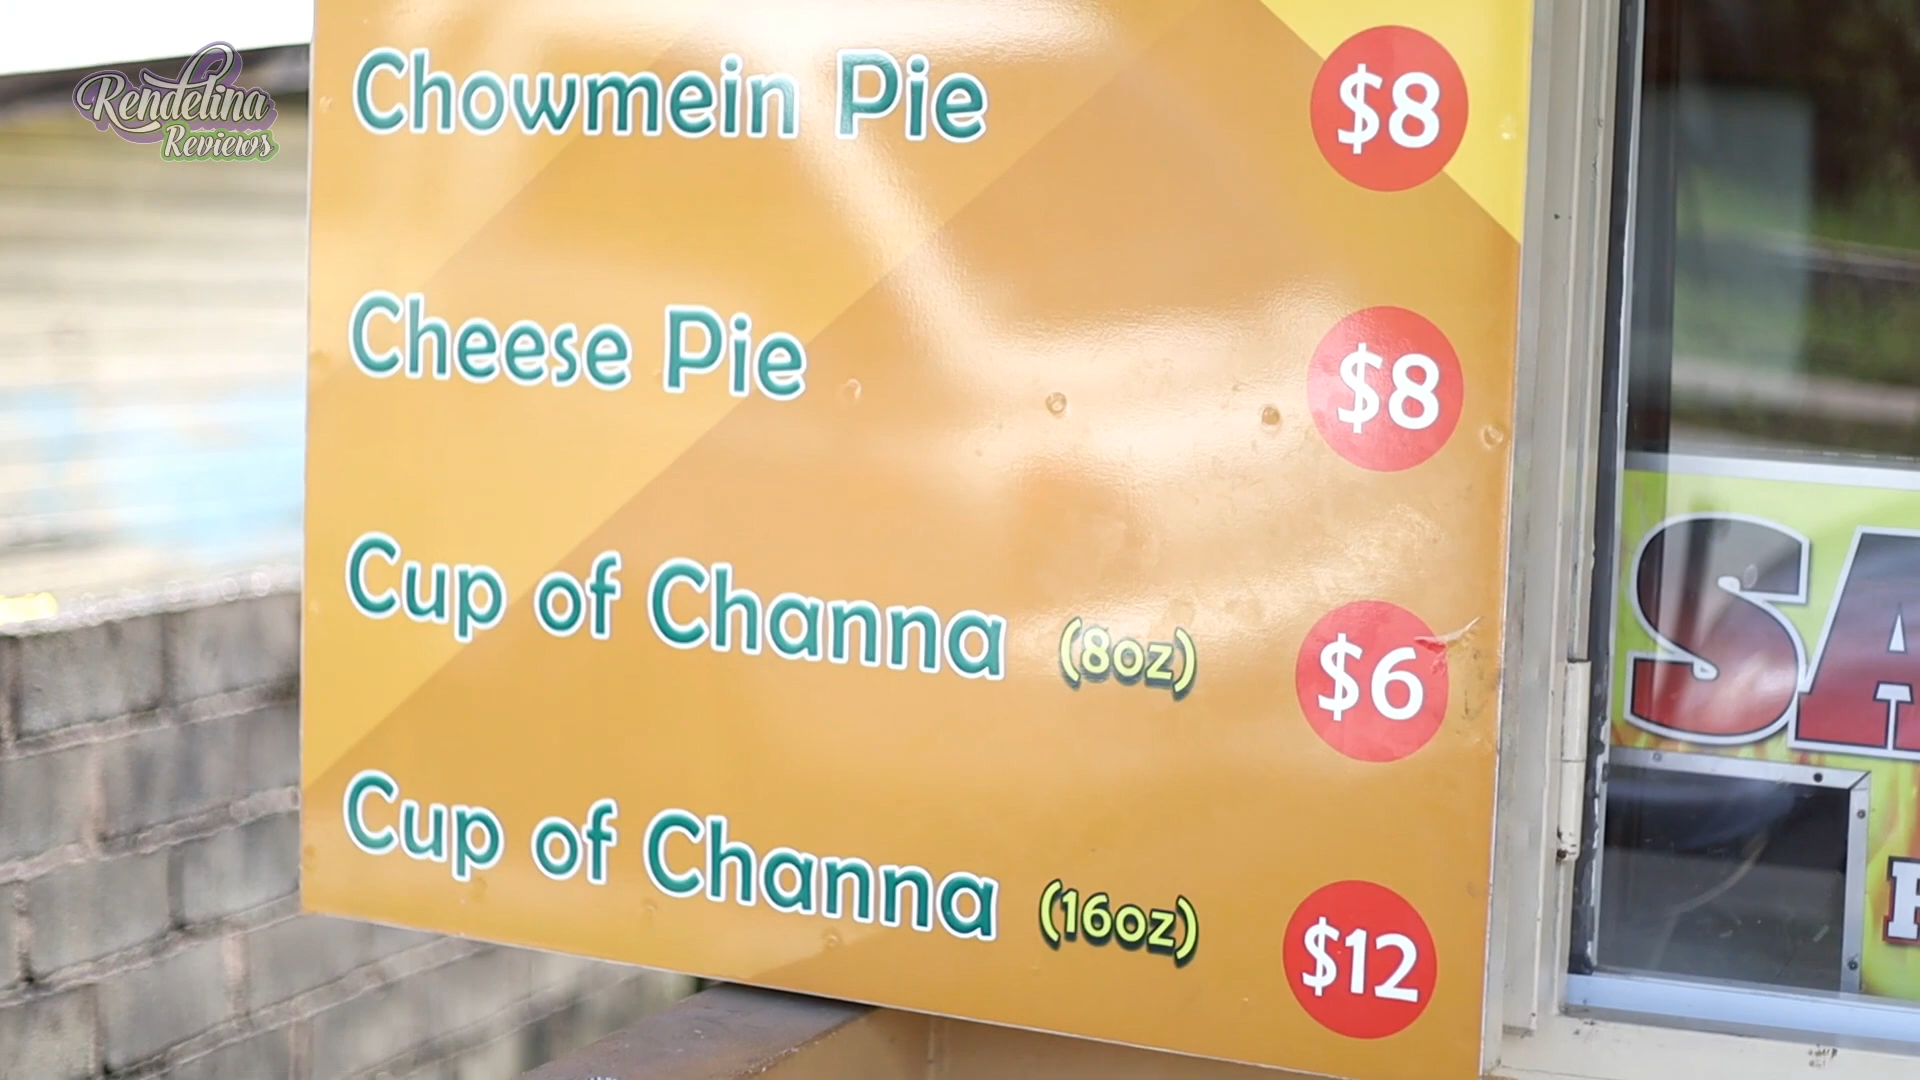 Rendelina
Reviews
Chowmein Pie $8
Cheese Pie $8
Cup of Channa (8oz) $6
Cup of Channa (16oz) $12